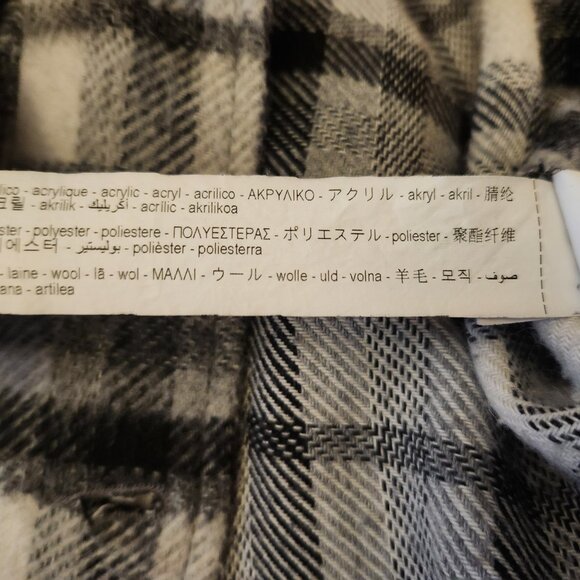 ico - acrylique - acrylic - acryl - acrilico - ΑΚΡΥΛΙΚΟ - アクリル - akryl - akril - 腈纶
크릴 - akrilik - أكريليك - acrílic - akrilikoa
ster - polyester - poliestere - ΠΟΛΥΕΣΤΕΡΑΣ - ポリエステル - poliester - 聚酯纤维
에스터 - بوليستير - polièster - poliesterra
- laine - wool - lã - wol - ΜΑΛΛΙ - ウール - wolle - uld - volna - 羊毛 - 모직 - صوف -
ana - artilea